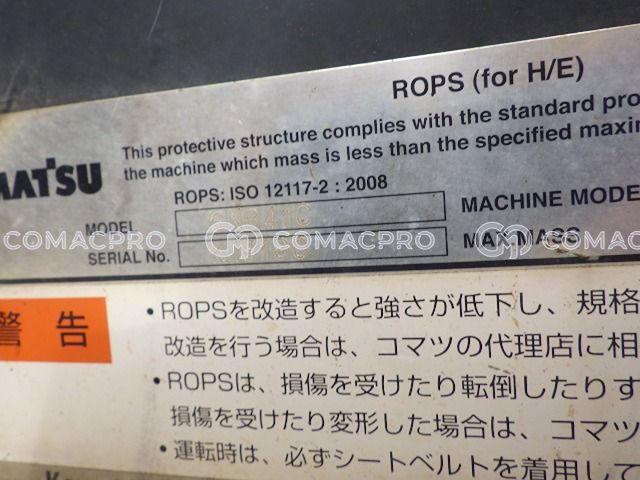 ROPS (for H/E)
This protective structure complies with the standard pro
the machine which mass is less than the specified maxi
MATSU
ROPS: ISO 12117-2 : 2008
MODEL
MACHINE MODE
SERIAL No.
MAX MASS
COMACPRO COMACPRO COMACPRO
警告
・ROPSを改造すると強さが低下し、規格
改造を行う場合は、コマツの代理店に相
・ROPSは、損傷を受けたり転倒したりす
損傷を受けたり変形した場合は、コマツ
・運転時は、必ずシートベルトを着用して